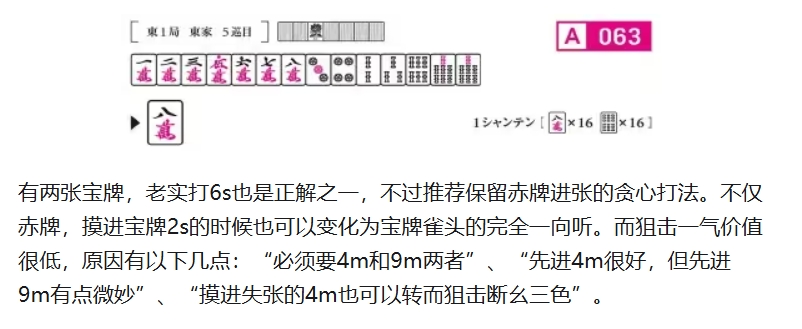 [ 東1局 東家 5巡目 ]
A 063
一萬 二萬 三萬 伍萬 六萬 七萬 八萬
▶ 八萬
1シャンテン [ 八萬 ×16 ×16 ]
有两张宝牌，老实打6s也是正解之一，不过推荐保留赤牌进张的贪心打法。不仅
赤牌，摸进宝牌2s的时候也可以变化为宝牌雀头的完全一向听。而狙击一气价值
很低，原因有以下几点：“必须要4m和9m两者”、“先进4m很好，但先进
9m有点微妙”、“摸进失张的4m也可以转而狙击断幺三色”。